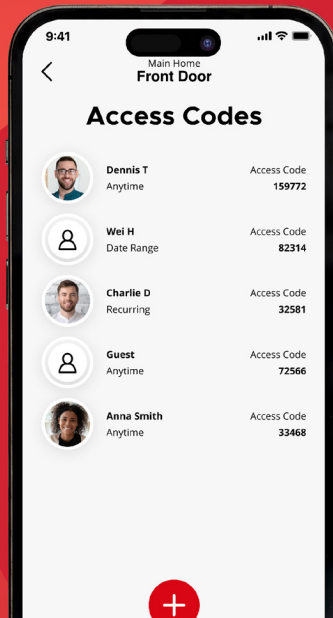 9:41
Main Home
Front Door
Access Codes
Dennis T
Access Code
Anytime
159772
Wei H
Access Code
Date Range
82314
Charlie D
Access Code
Recurring
32581
Guest
Access Code
Anytime
72566
Anna Smith
Access Code
Anytime
33468